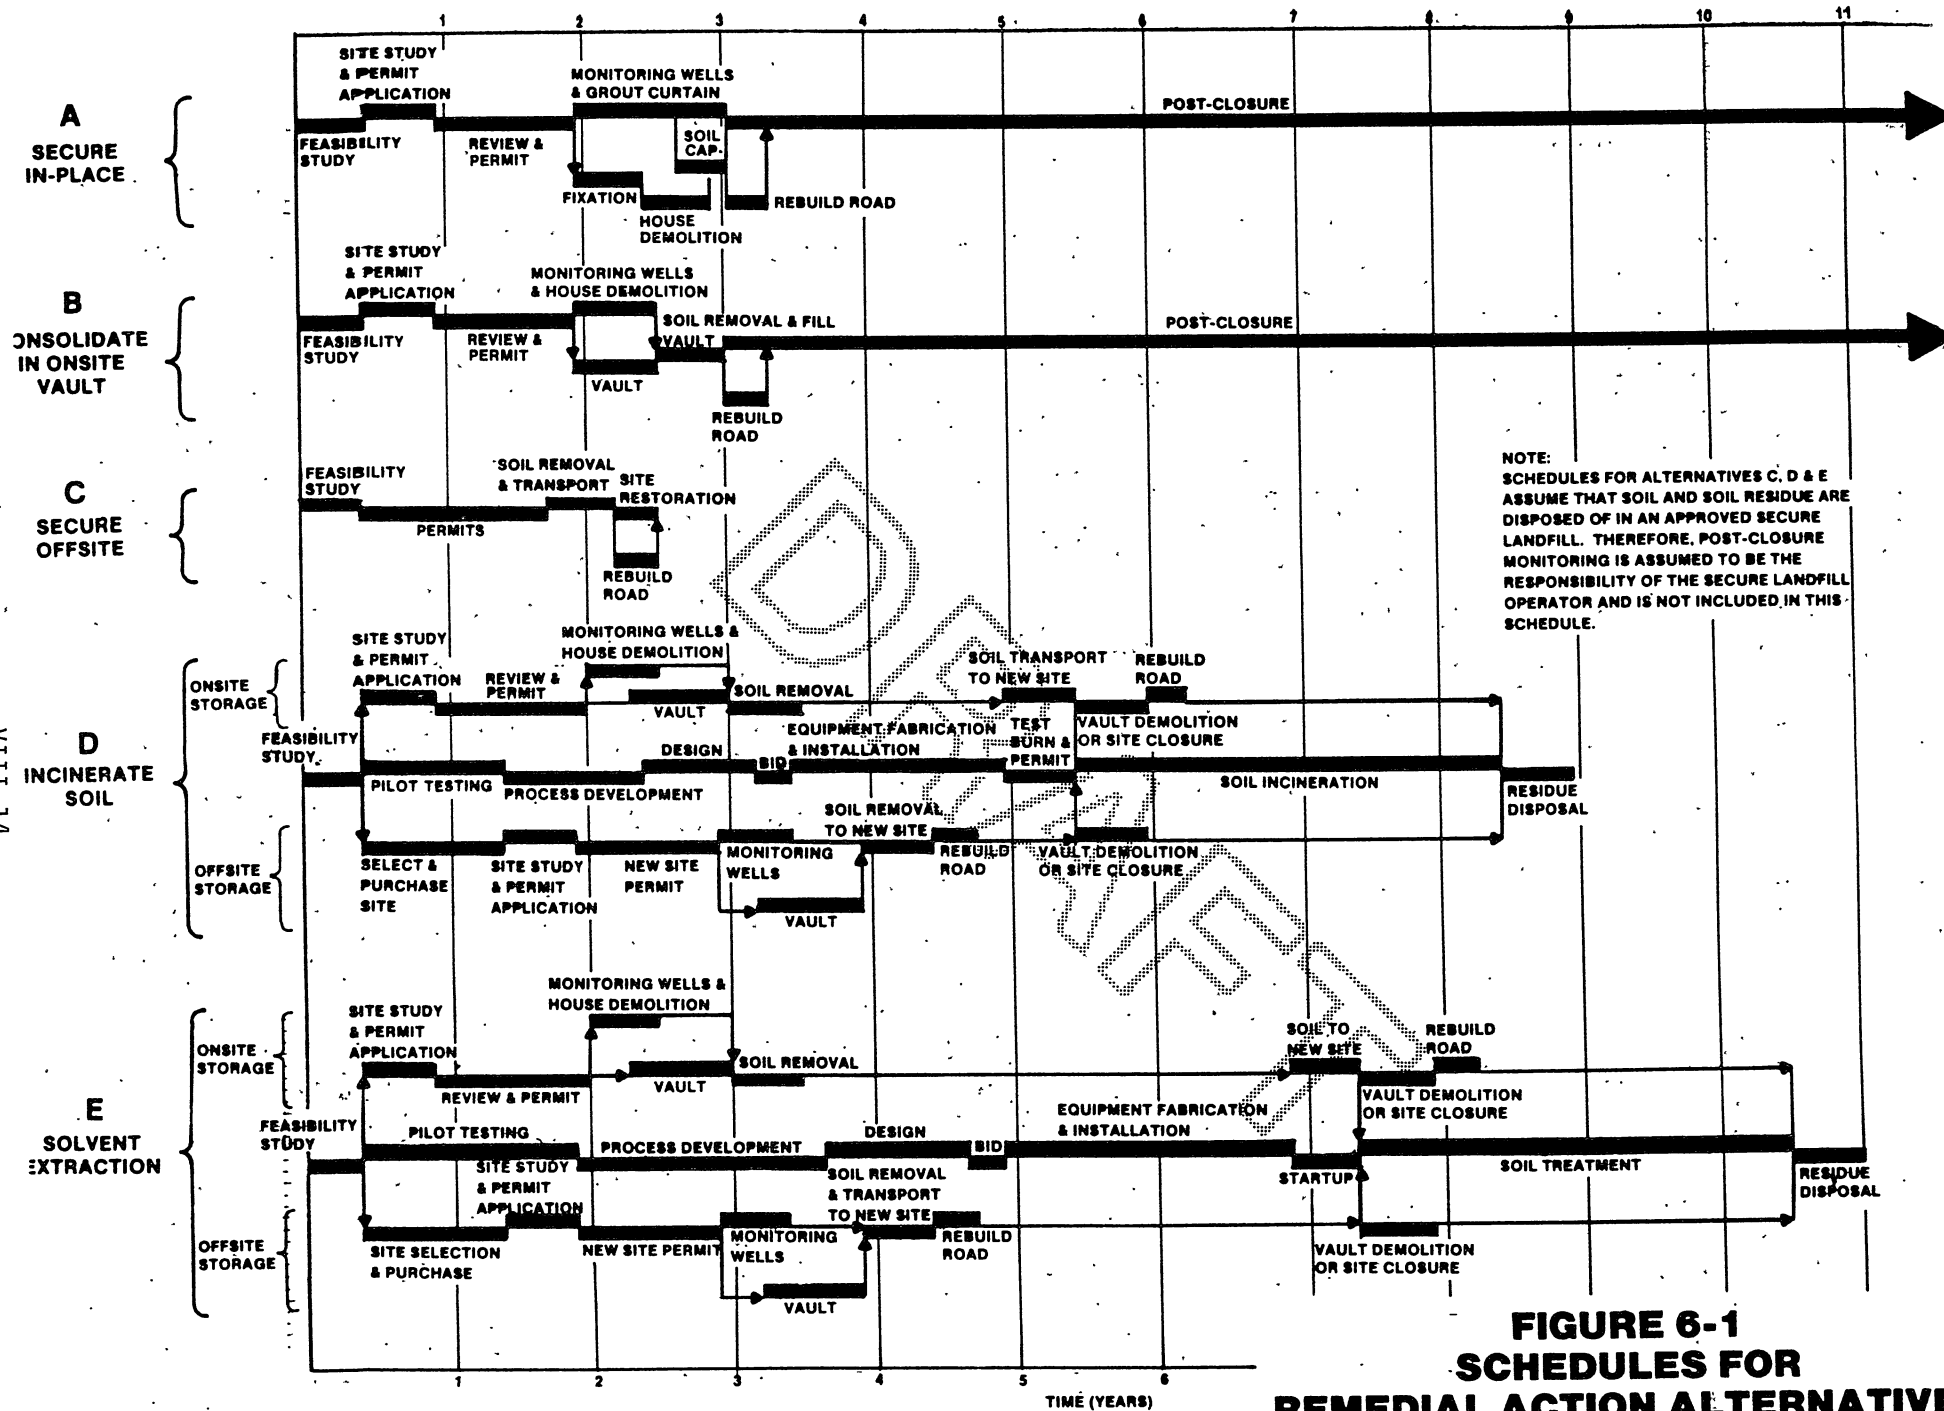 1 2 3 4 5 6 7 8 9 10 11
A
SECURE
IN-PLACE
SITE STUDY
& PERMIT
APPLICATION
FEASIBILITY
STUDY
REVIEW &
PERMIT
MONITORING WELLS
& GROUT CURTAIN
SOIL
CAP
FIXATION
HOUSE
DEMOLITION
REBUILD ROAD
POST-CLOSURE
B
ONSOLIDATE
IN ONSITE
VAULT
SITE STUDY
& PERMIT
APPLICATION
FEASIBILITY
STUDY
REVIEW &
PERMIT
MONITORING WELLS
& HOUSE DEMOLITION
SOIL REMOVAL & FILL
VAULT
VAULT
REBUILD
ROAD
POST-CLOSURE
C
SECURE
OFFSITE
FEASIBILITY
STUDY
PERMITS
SOIL REMOVAL
& TRANSPORT
SITE
RESTORATION
REBUILD
ROAD
NOTE:
SCHEDULES FOR ALTERNATIVES C, D & E
ASSUME THAT SOIL AND SOIL RESIDUE ARE
DISPOSED OF IN AN APPROVED SECURE
LANDFILL. THEREFORE, POST-CLOSURE
MONITORING IS ASSUMED TO BE THE
RESPONSIBILITY OF THE SECURE LANDFILL
OPERATOR AND IS NOT INCLUDED IN THIS
SCHEDULE.
D
INCINERATE
SOIL
ONSITE
STORAGE
SITE STUDY
& PERMIT
APPLICATION
REVIEW &
PERMIT
MONITORING WELLS &
HOUSE DEMOLITION
VAULT
SOIL REMOVAL
SOIL TRANSPORT
TO NEW SITE
REBUILD
ROAD
VAULT DEMOLITION
OR SITE CLOSURE
FEASIBILITY
STUDY
PILOT TESTING
PROCESS DEVELOPMENT
DESIGN
BID
EQUIPMENT FABRICATION
& INSTALLATION
TEST
BURN &
PERMIT
SOIL INCINERATION
RESIDUE
DISPOSAL
OFFSITE
STORAGE
SELECT &
PURCHASE
SITE
SITE STUDY
& PERMIT
APPLICATION
NEW SITE
PERMIT
MONITORING
WELLS
VAULT
SOIL REMOVAL
TO NEW SITE
REBUILD
ROAD
VAULT DEMOLITION
OR SITE CLOSURE
E
SOLVENT
EXTRACTION
ONSITE
STORAGE
SITE STUDY
& PERMIT
APPLICATION
REVIEW & PERMIT
MONITORING WELLS &
HOUSE DEMOLITION
VAULT
SOIL REMOVAL
SOIL TO
NEW SITE
REBUILD
ROAD
VAULT DEMOLITION
OR SITE CLOSURE
FEASIBILITY
STUDY
PILOT TESTING
PROCESS DEVELOPMENT
DESIGN
BID
EQUIPMENT FABRICATION
& INSTALLATION
STARTUP
SOIL TREATMENT
RESIDUE
DISPOSAL
OFFSITE
STORAGE
SITE SELECTION
& PURCHASE
SITE STUDY
& PERMIT
APPLICATION
NEW SITE PERMIT
MONITORING
WELLS
VAULT
SOIL REMOVAL
& TRANSPORT
TO NEW SITE
REBUILD
ROAD
VAULT DEMOLITION
OR SITE CLOSURE
1 2 3 4 5 6
TIME (YEARS)
FIGURE 6-1
SCHEDULES FOR
REMEDIAL ACTION ALTERNATIVE